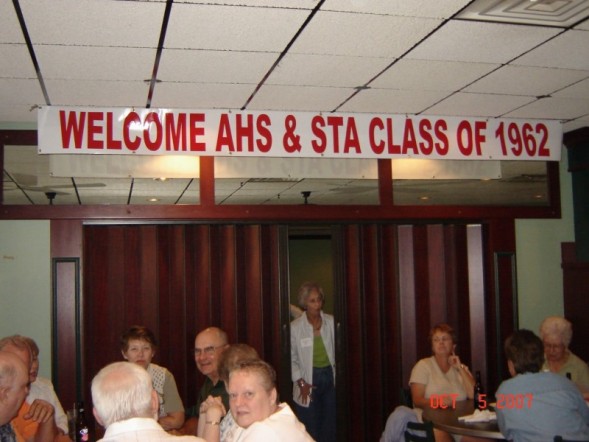 WELCOME AHS & STA CLASS OF 1962
OCT 5 2007